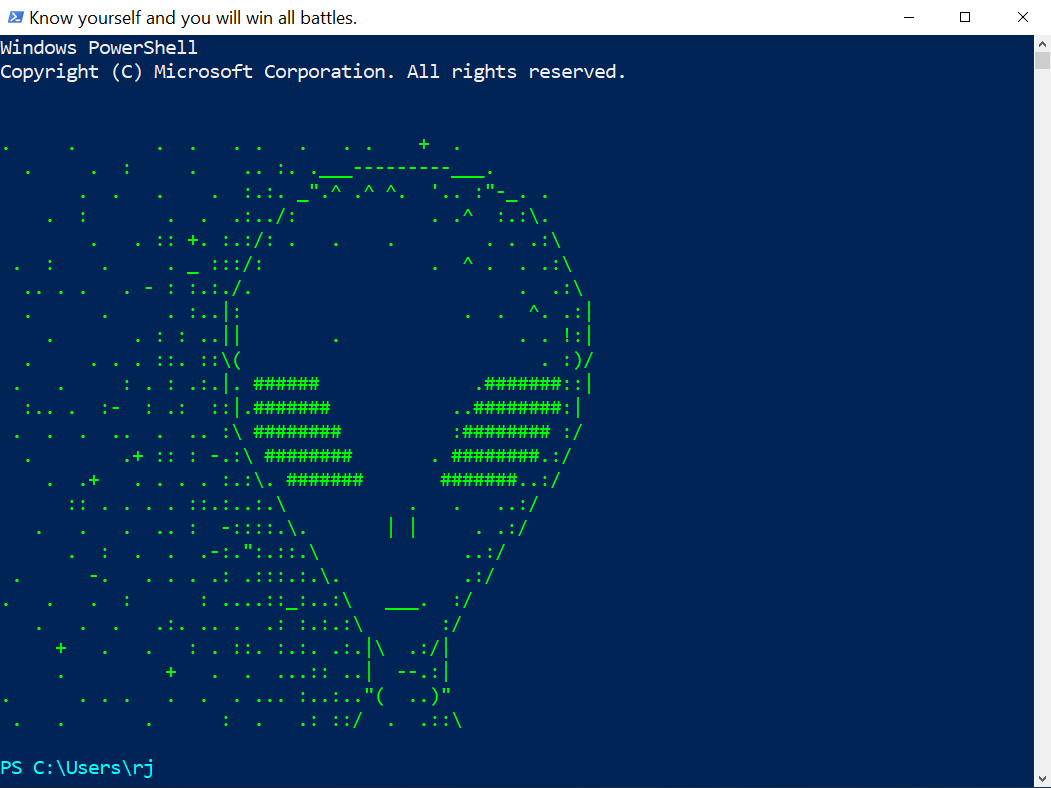 Know yourself and you will win all battles.
Windows PowerShell
Copyright (C) Microsoft Corporation. All rights reserved.
PS C:\Users\rj